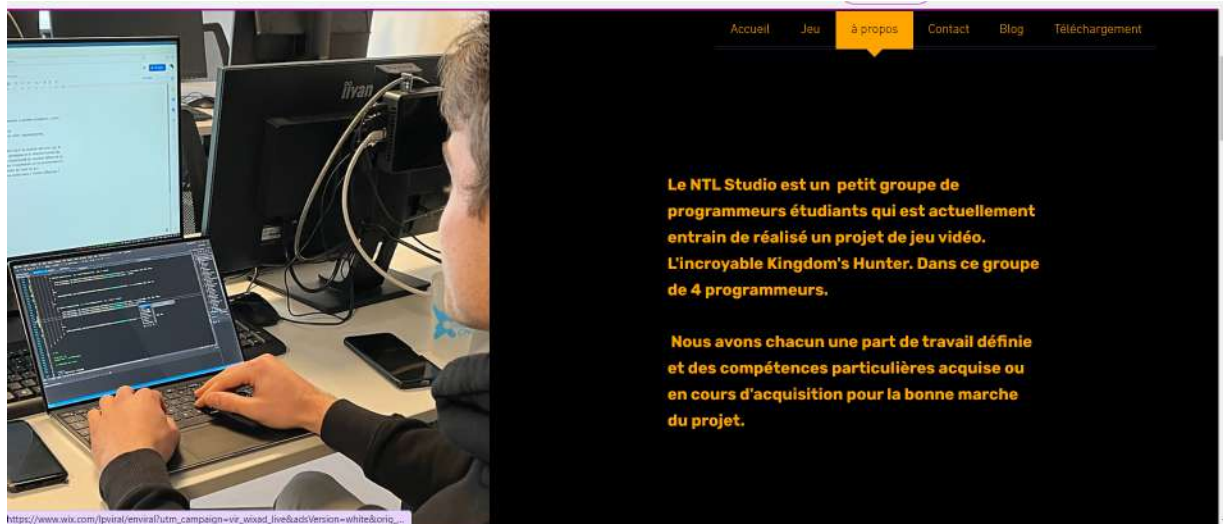 Accueil Jeu à propos Contact Blog Téléchargement
iiyam
Le NTL Studio est un petit groupe de
programmeurs étudiants qui est actuellement
entrain de réalisé un projet de jeu vidéo.
L'incroyable Kingdom's Hunter. Dans ce groupe
de 4 programmeurs.
Nous avons chacun une part de travail définie
et des compétences particulières acquise ou
en cours d'acquisition pour la bonne marche
du projet.
https://www.wix.com/lpviral/enviral?utm_campaign=vir_wixad_live&adsVersion=white&orig_...